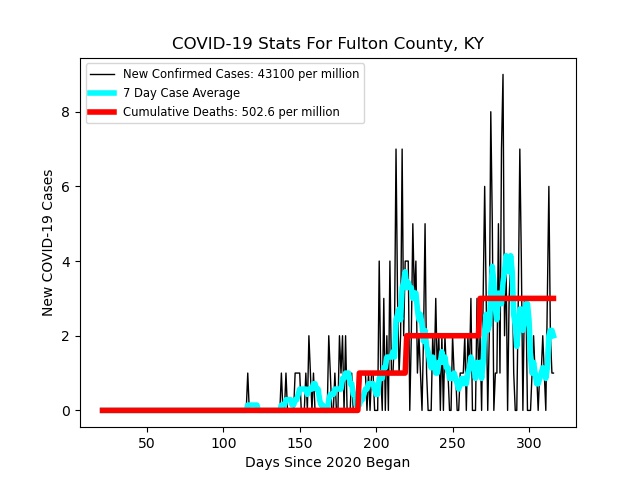 COVID-19 Stats For Fulton County, KY
New Confirmed Cases: 43100 per million
7 Day Case Average
Cumulative Deaths: 502.6 per million
New COVID-19 Cases
8
6
4
2
0
50 100 150 200 250 300
Days Since 2020 Began